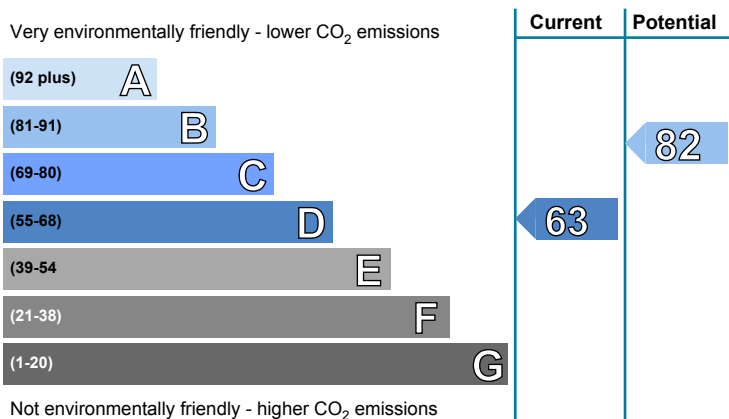 Very environmentally friendly - lower CO2 emissions
Current
Potential
(92 plus) A
(81-91) B
82
(69-80) C
(55-68) D
63
(39-54 E
(21-38) F
(1-20) G
Not environmentally friendly - higher CO2 emissions